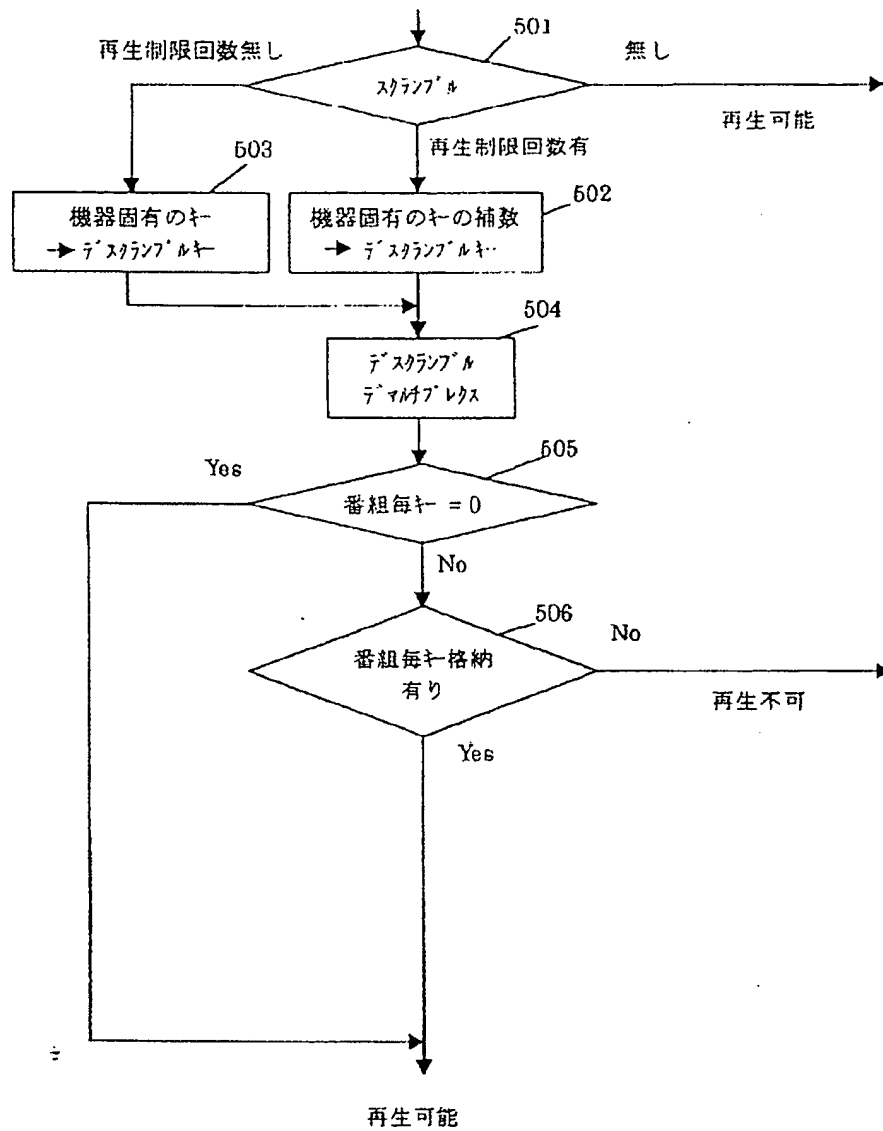 501
再生制限回数無し
無し
スクランブル
再生可能
再生制限回数有
503
502
機器固有のキー
→ デスクランブルキー
機器固有のキーの補数
→ デスクランブルキー
504
デスクランブル
デマルチプレクス
505
Yes
番組毎キー = 0
No
506
No
番組毎キー格納
有り
再生不可
Yes
再生可能